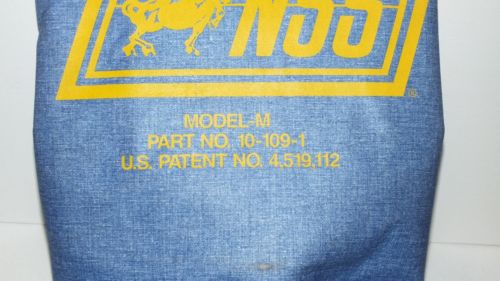 NSS
MODEL-M
PART NO. 10-109-1
U.S. PATENT NO. 4,519,112